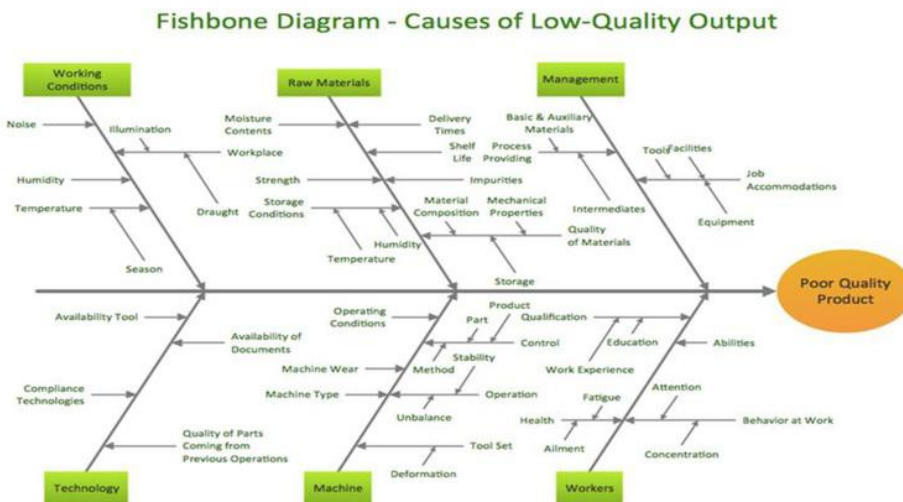 Fishbone Diagram - Causes of Low-Quality Output
Working
Conditions
Raw Materials
Management
Noise
Illumination
Workplace
Humidity
Temperature
Draught
Season
Moisture
Contents
Delivery
Times
Shelf
Life
Strength
Impurities
Storage
Conditions
Humidity
Temperature
Material
Composition
Mechanical
Properties
Quality
of Materials
Storage
Basic & Auxiliary
Materials
Process
Providing
Intermediates
Tools
Facilities
Job
Accommodations
Equipment
Poor Quality
Product
Availability Tool
Availability of
Documents
Compliance
Technologies
Quality of Parts
Coming from
Previous Operations
Technology
Operating
Conditions
Part
Product
Control
Method
Stability
Machine Wear
Machine Type
Operation
Unbalance
Tool Set
Deformation
Machine
Qualification
Education
Work Experience
Abilities
Attention
Fatigue
Health
Ailment
Behavior at Work
Concentration
Workers